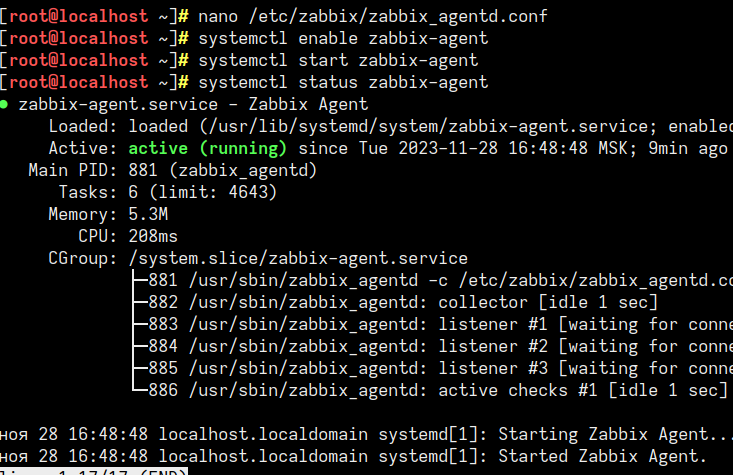 [root@localhost ~]# nano /etc/zabbix/zabbix_agentd.conf
[root@localhost ~]# systemctl enable zabbix-agent
[root@localhost ~]# systemctl start zabbix-agent
[root@localhost ~]# systemctl status zabbix-agent
● zabbix-agent.service - Zabbix Agent
Loaded: loaded (/usr/lib/systemd/system/zabbix-agent.service; enabled
Active: active (running) since Tue 2023-11-28 16:48:48 MSK; 9min ago
Main PID: 881 (zabbix_agentd)
Tasks: 6 (limit: 4643)
Memory: 5.3M
CPU: 208ms
CGroup: /system.slice/zabbix-agent.service
├─881 /usr/sbin/zabbix_agentd -c /etc/zabbix/zabbix_agentd.co
├─882 /usr/sbin/zabbix_agentd: collector [idle 1 sec]
├─883 /usr/sbin/zabbix_agentd: listener #1 [waiting for conne
├─884 /usr/sbin/zabbix_agentd: listener #2 [waiting for conne
├─885 /usr/sbin/zabbix_agentd: listener #3 [waiting for conne
└─886 /usr/sbin/zabbix_agentd: active checks #1 [idle 1 sec]
ноя 28 16:48:48 localhost.localdomain systemd[1]: Starting Zabbix Agent...
ноя 28 16:48:48 localhost.localdomain systemd[1]: Started Zabbix Agent.
lines 1-17/17 (END)